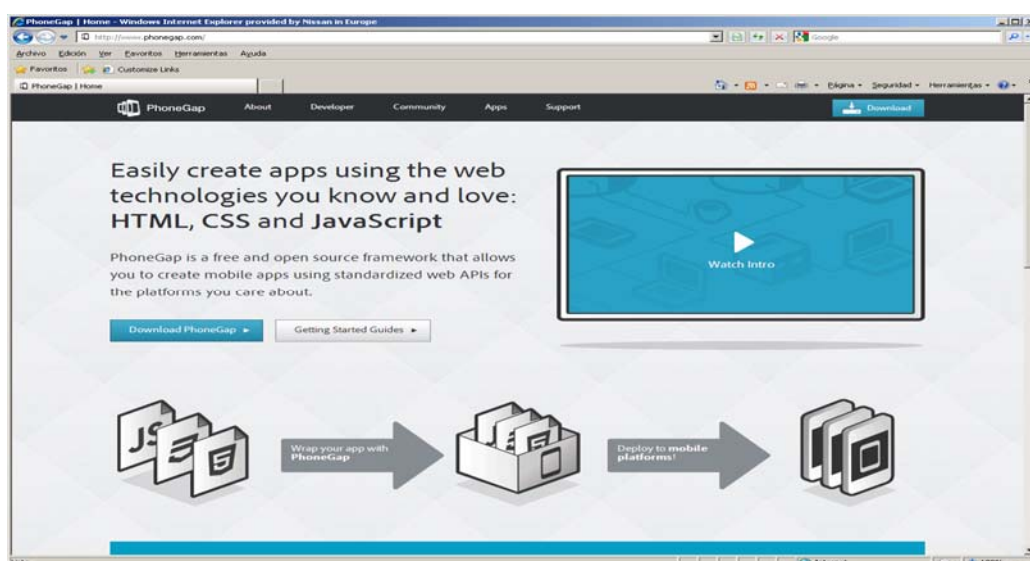 PhoneGap | Home - Windows Internet Explorer provided by Nissan in Europe
http://www.phonegap.com/
Google
Archivo Edición Ver Favoritos Herramientas Ayuda
Favoritos Customize Links
PhoneGap | Home
Página Seguridad Herramientas
PhoneGap About Developer Community Apps Support Download
Easily create apps using the web
technologies you know and love:
HTML, CSS and JavaScript
PhoneGap is a free and open source framework that allows
you to create mobile apps using standardized web APIs for
the platforms you care about.
Watch Intro
Download PhoneGap Getting Started Guides
JS 3 5
Wrap your app with
PhoneGap
Deploy to mobile
platforms!